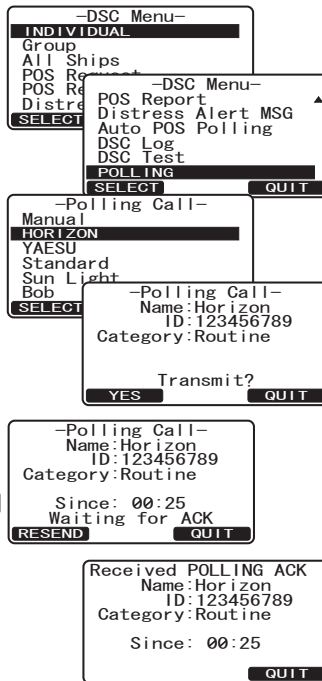 –DSC Menu–
INDIVIDUAL
Group
All Ships
POS
POS
SELECT
–DSC Menu–
POS Report
Distress Alert MSG
Auto POS Polling
DSC Log
DSC Test
POLLING
SELECT QUIT
–Polling Call–
Manual
HORIZON
YAESU
Standard
Sun Light
Bob
SELECT
–Polling Call–
Name:Horizon
ID:123456789
Category:Routine
Transmit?
YES QUIT
–Polling Call–
Name:Horizon
ID:123456789
Category:Routine
Since: 00:25
Waiting for ACK
RESEND QUIT
Received POLLING ACK
Name:Horizon
ID:123456789
Category:Routine
Since: 00:25
QUIT